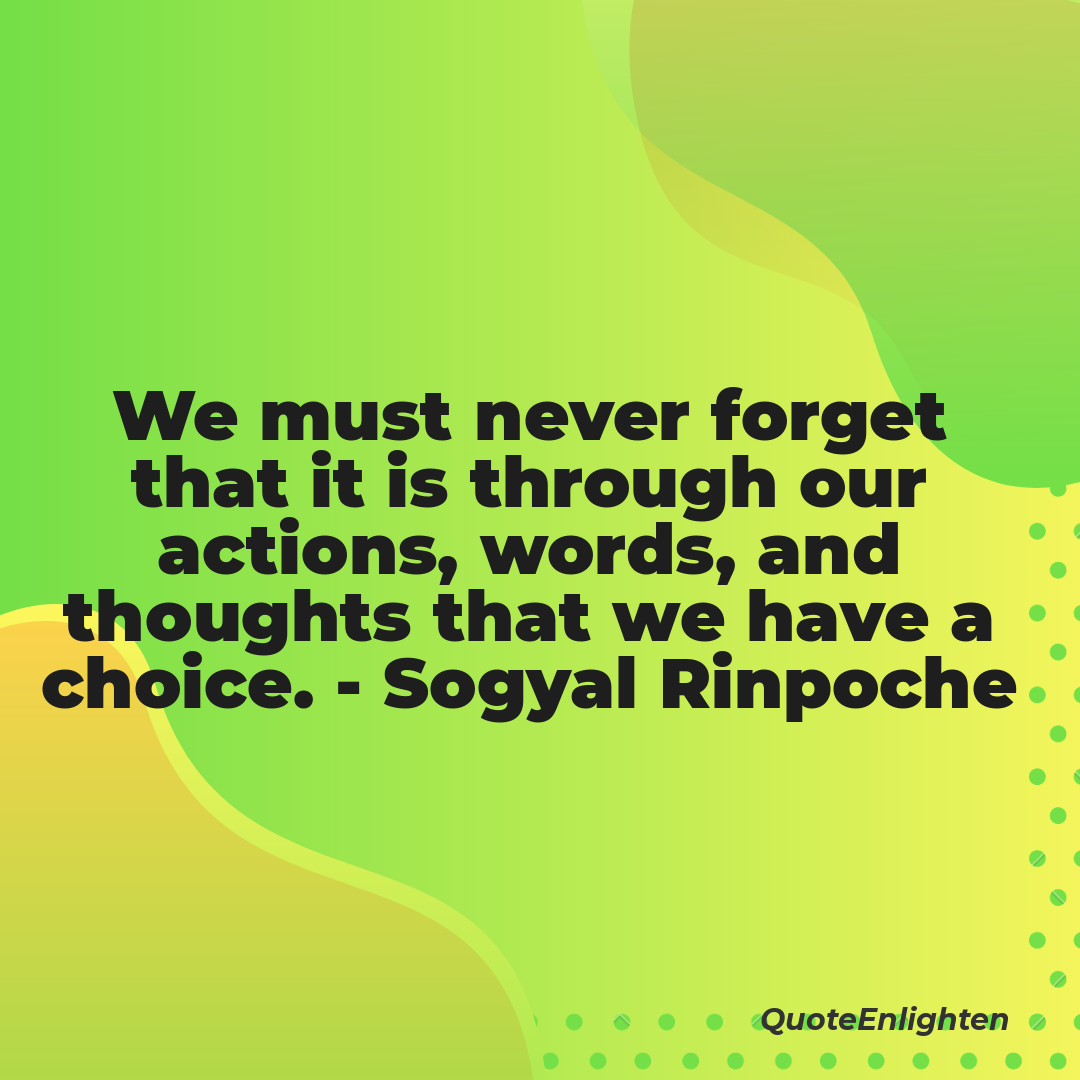 We must never forget
that it is through our
actions, words, and
thoughts that we have a
choice. - Sogyal Rinpoche
QuoteEnlighten